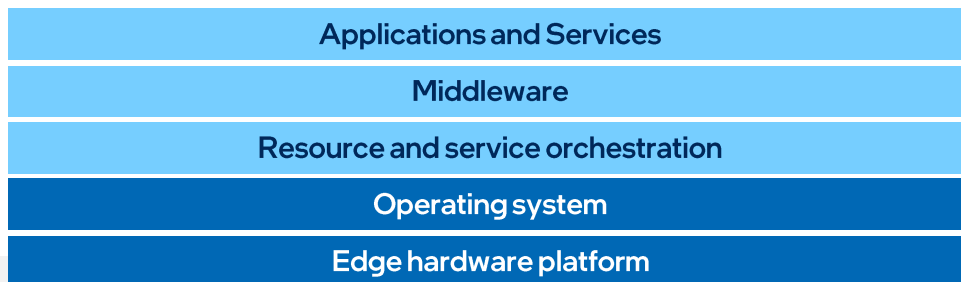 Applications and Services
Middleware
Resource and service orchestration
Operating system
Edge hardware platform